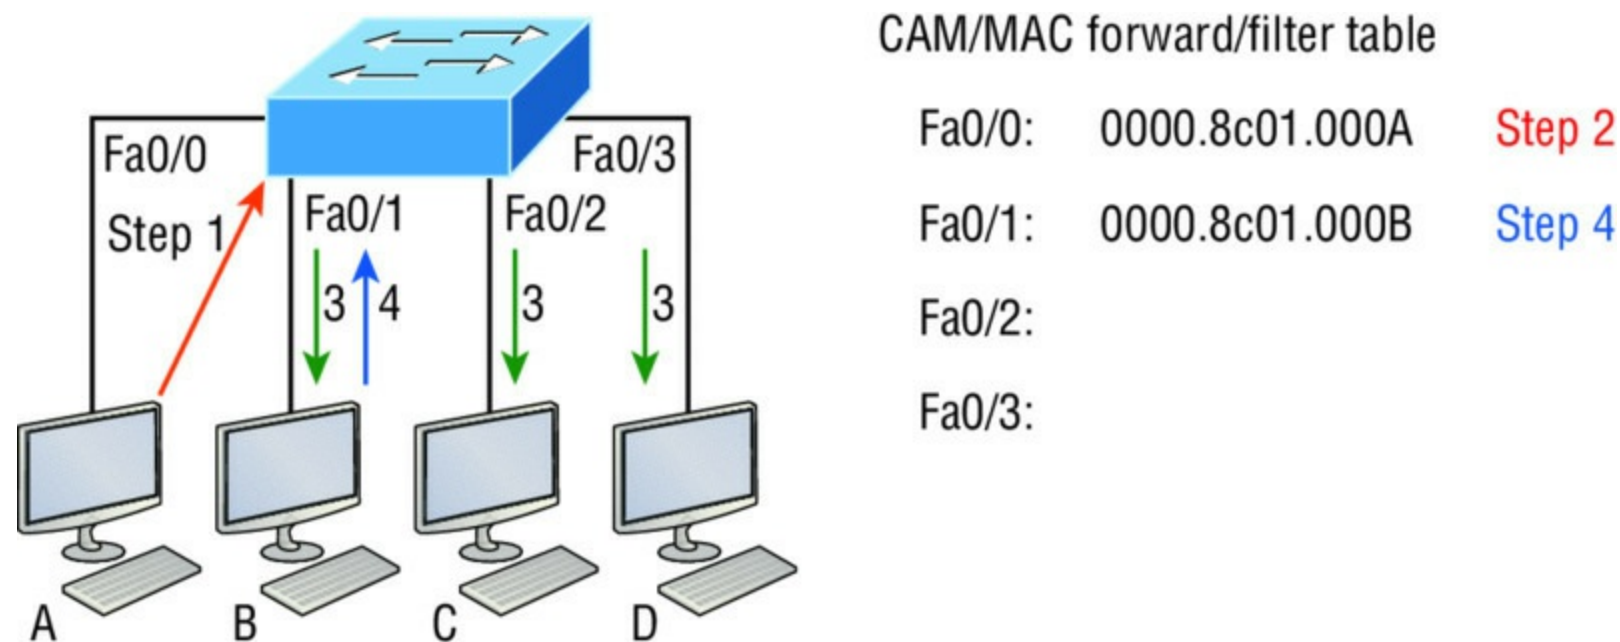 CAM/MAC forward/filter table
Fa0/0
Fa0/3
Step 1
Fa0/1
Fa0/2
3
4
3
3
A
B
C
D
Fa0/0: 0000.8c01.000A Step 2
Fa0/1: 0000.8c01.000B Step 4
Fa0/2:
Fa0/3: